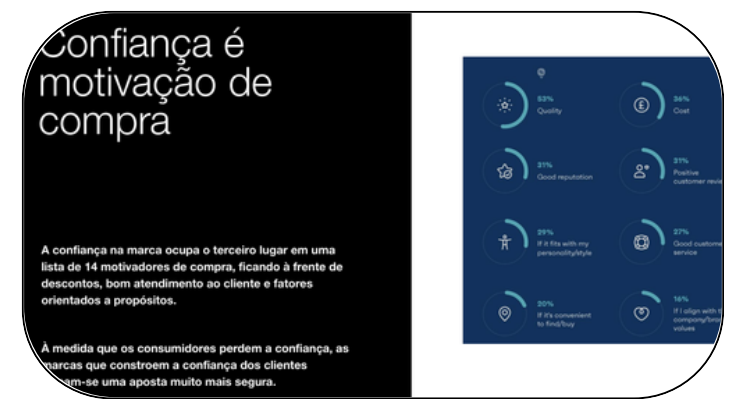 Confiança é
motivação de
compra
A confiança na marca ocupa o terceiro lugar em uma
lista de 14 motivadores de compra, ficando à frente de
descontos, bom atendimento ao cliente e fatores
orientados a propósitos.
À medida que os consumidores perdem a confiança, as
marcas que constroem a confiança dos clientes
uma aposta muito mais segura.
53%
Quality
36%
Cost
31%
Good reputation
31%
Positive
customer
29%
If it fits with my
personality/style
27%
Good
service
20%
If it's convenient
to find/buy
16%
If I align with
values